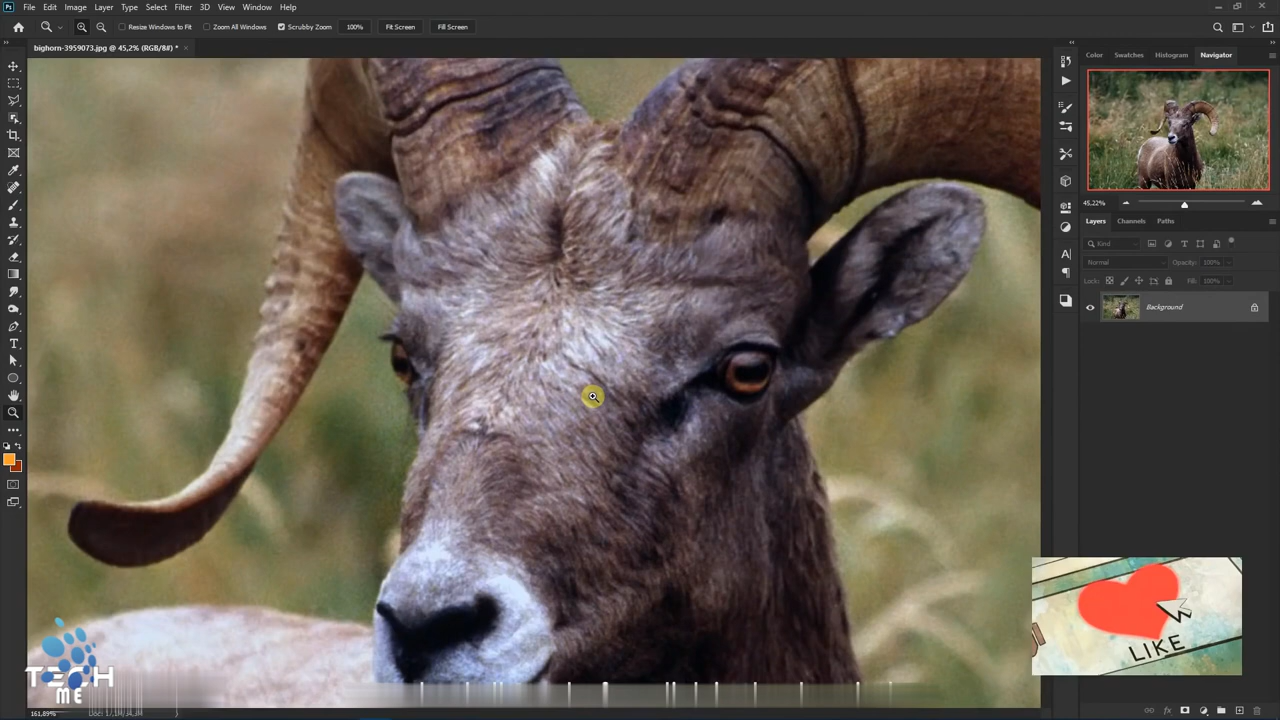 File Edit Image Layer Type Select Filter 3D View Window Help
Resize Windows to Fit Zoom All Windows Scrubby Zoom 100% Fit Screen Fill Screen
bighorn-3959073.jpg @ 45,2% (RGB/8#) *
Color Swatches Histogram Navigator
45,22%
Layers Channels Paths
Kind
Normal Opacity: 100%
Lock: Fill: 100%
Background
LIKE
TECH
ME
161,89%